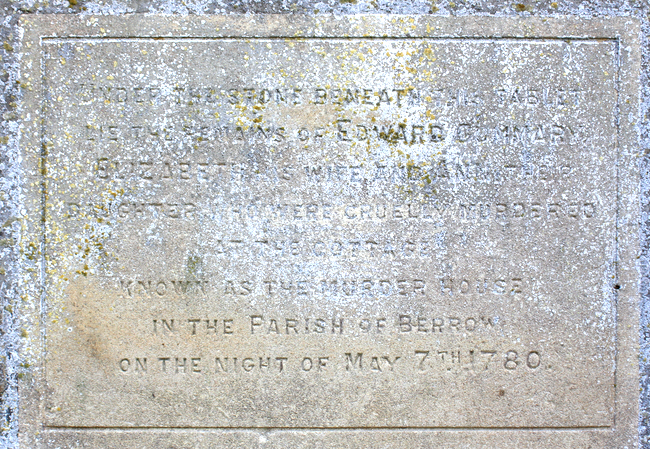 UNDER THE STONE BENEATH THIS TABLET
LIE THE REMAINS OF EDWARD GUMMARY,
ELIZABETH HIS WIFE AND ANN THEIR
DAUGHTER WHO WERE CRUELLY MURDERED
AT THE COTTAGE
KNOWN AS THE MURDER HOUSE
IN THE PARISH OF BERROW
ON THE NIGHT OF MAY 7TH 1780.